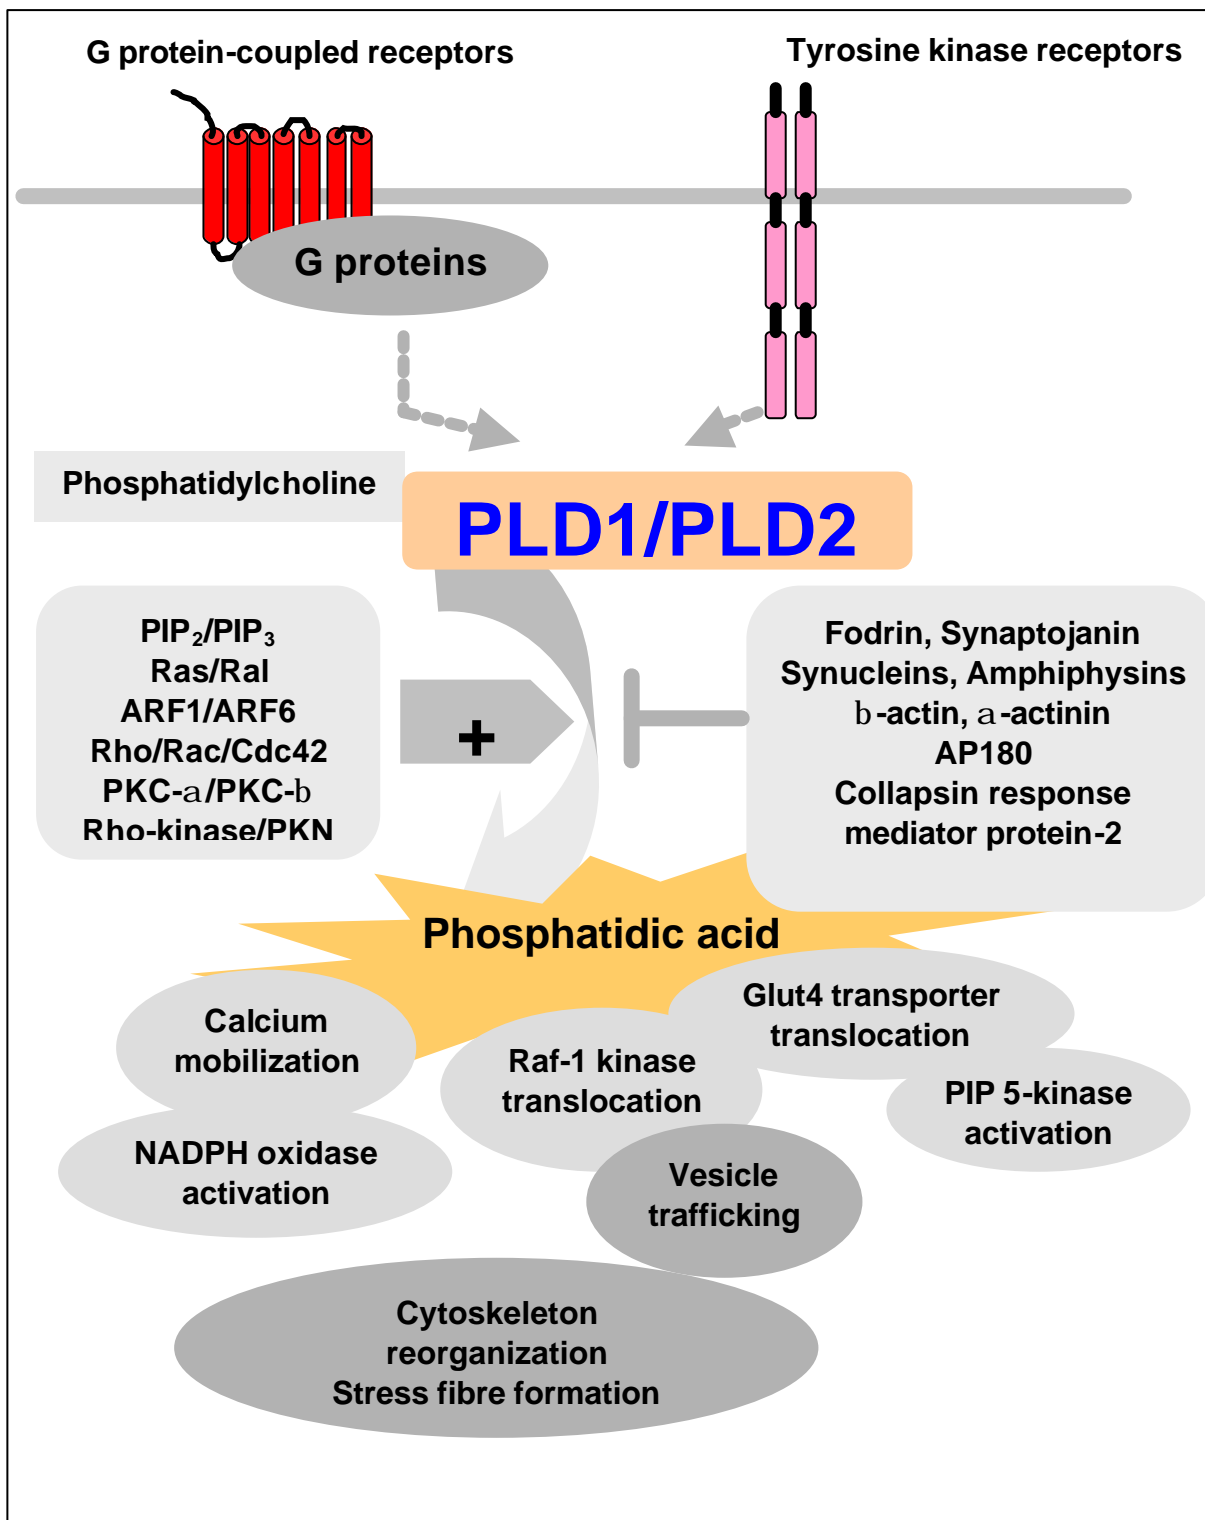 G protein-coupled receptors
Tyrosine kinase receptors
G proteins
Phosphatidylcholine
PLD1/PLD2
PIP₂/PIP₃
Ras/Ral
ARF1/ARF6
Rho/Rac/Cdc42
PKC-a/PKC-b
Rho-kinase/PKN
+
Fodrin, Synaptojanin
Synucleins, Amphiphysins
b-actin, a-actinin
AP180
Collapsin response
mediator protein-2
Phosphatidic acid
Calcium
mobilization
Raf-1 kinase
translocation
Glut4 transporter
translocation
PIP 5-kinase
activation
NADPH oxidase
activation
Vesicle
trafficking
Cytoskeleton
reorganization
Stress fibre formation